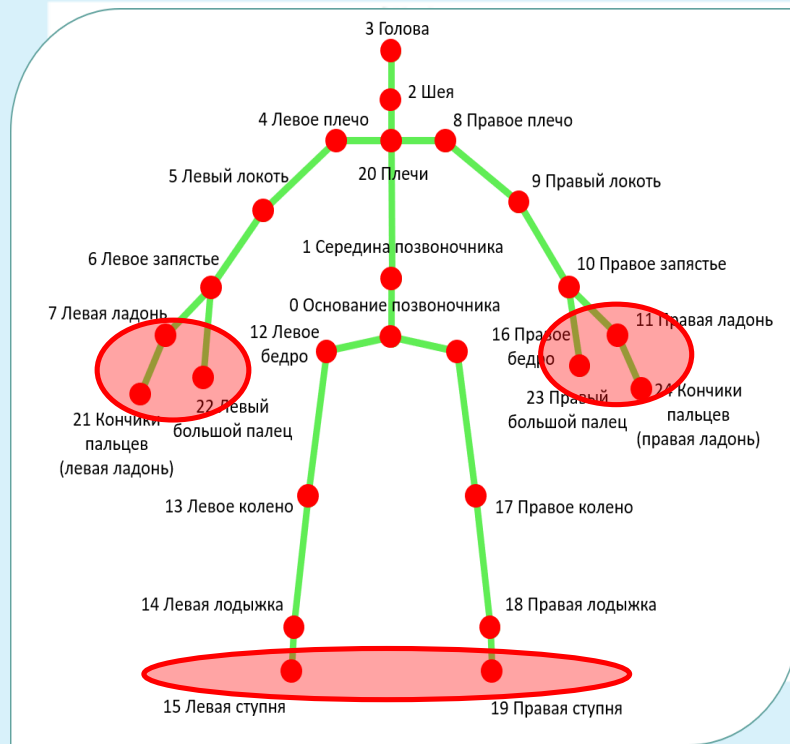 3 Голова
2 Шея
4 Левое плечо
8 Правое плечо
20 Плечи
5 Левый локоть
9 Правый локоть
1 Середина позвоночника
6 Левое запястье
10 Правое запястье
0 Основание позвоночника
7 Левая ладонь
11 Правая ладонь
12 Левое
бедро
16 Правое
бедро
21 Кончики
пальцев
(левая ладонь)
22 Левый
большой палец
23 Правый
большой палец
24 Кончики
пальцев
(правая ладонь)
13 Левое колено
17 Правое колено
14 Левая лодыжка
18 Правая лодыжка
15 Левая ступня
19 Правая ступня